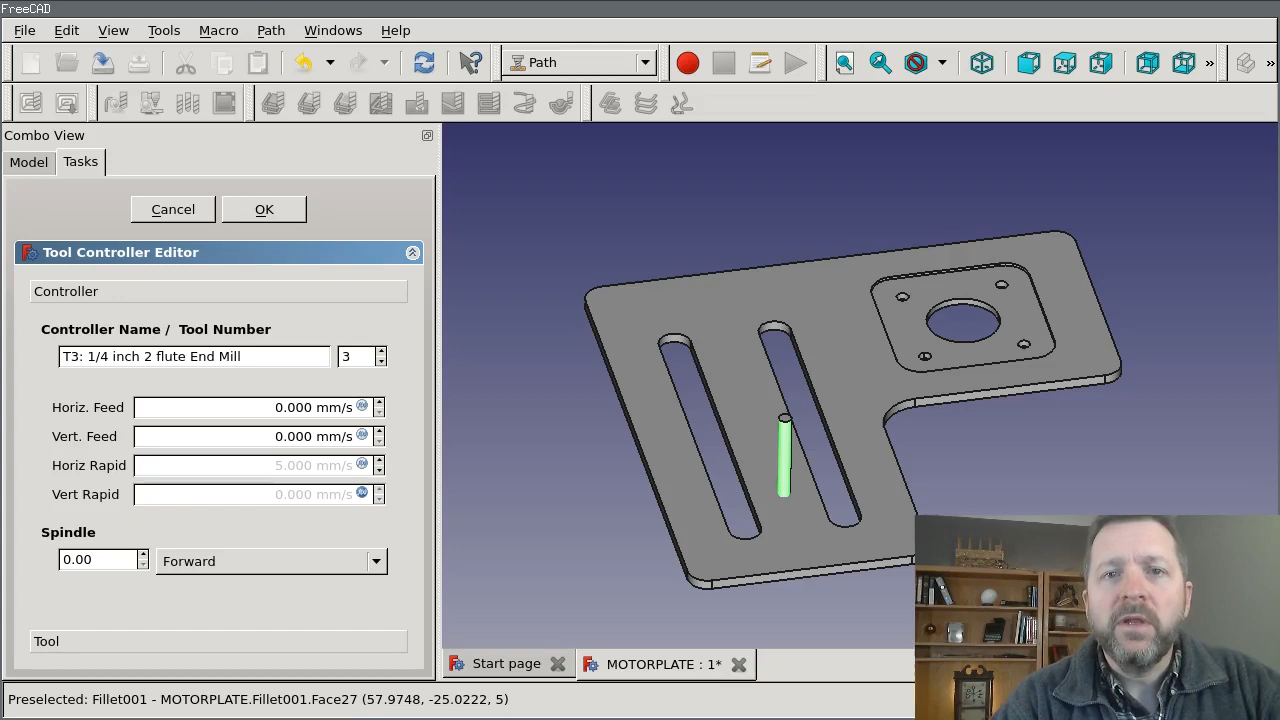 FreeCAD
File Edit View Tools Macro Path Windows Help
Path
»
»
Combo View
Model Tasks
Cancel OK
Tool Controller Editor
Controller
Controller Name / Tool Number
T3: 1/4 inch 2 flute End Mill 3
Horiz. Feed 0.000 mm/s
Vert. Feed 0.000 mm/s
Horiz Rapid 5.000 mm/s
Vert Rapid 0.000 mm/s
Spindle
0.00 Forward
Tool
Start page MOTORPLATE : 1*
Preselected: Fillet001 - MOTORPLATE.Fillet001.Face27 (57.9748, -25.0222, 5)